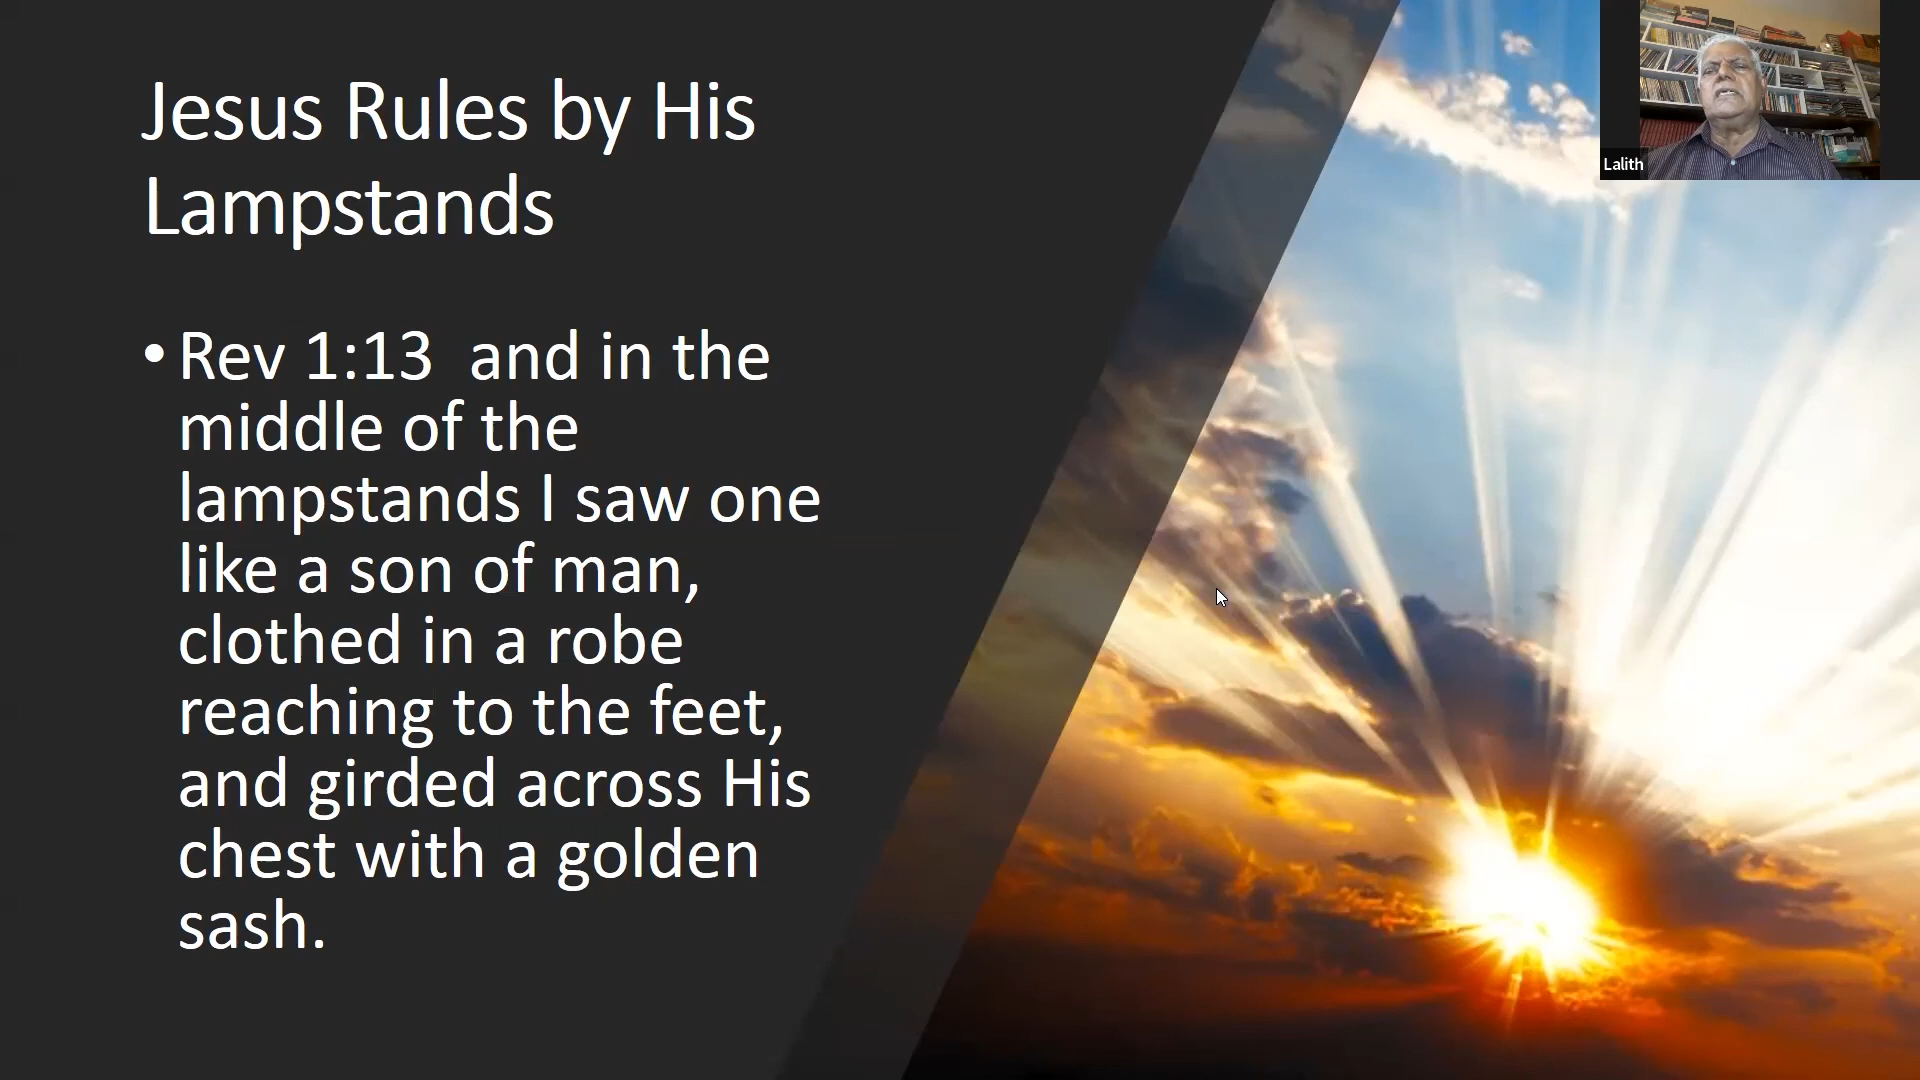 Jesus Rules by His
Lampstands
• Rev 1:13  and in the
middle of the
lampstands I saw one
like a son of man,
clothed in a robe
reaching to the feet,
and girded across His
chest with a golden
sash.
Lalith